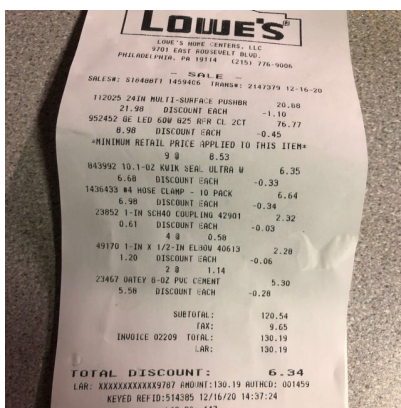 LOWE'S
LOWE'S HOME CENTERS, LLC
9701 EAST ROOSEVELT BLVD.
PHILADELPHIA, PA 19114 (215) 776-9006
- SALE -
SALES#: S1640BT1 1459406 TRANS#: 2147379 12-16-20
112025 24IN MULTI-SURFACE PUSHBR 20.88
21.98 DISCOUNT EACH -1.10
952452 GE LED 60W G25 RFR CL 2CT 76.77
8.98 DISCOUNT EACH -0.45
*MINIMUM RETAIL PRICE APPLIED TO THIS ITEM*
9 @ 8.53
843992 10.1-OZ KWIK SEAL ULTRA W 6.35
6.68 DISCOUNT EACH -0.33
1436433 #4 HOSE CLAMP - 10 PACK 6.64
6.98 DISCOUNT EACH -0.34
23852 1-IN SCH40 COUPLING 42901 2.32
0.61 DISCOUNT EACH -0.03
4 @ 0.58
49170 1-IN X 1/2-IN ELBOW 40613 2.28
1.20 DISCOUNT EACH -0.06
2 @ 1.14
23467 OATEY 8-OZ PVC CEMENT 5.30
5.58 DISCOUNT EACH -0.28
SUBTOTAL: 120.54
TAX: 9.65
INVOICE 02209 TOTAL: 130.19
LAR: 130.19
TOTAL DISCOUNT: 6.34
LAR: XXXXXXXXXXXX9787 AMOUNT:130.19 AUTHCD: 001459
KEYED REFID:514385 12/16/20 14:37:24